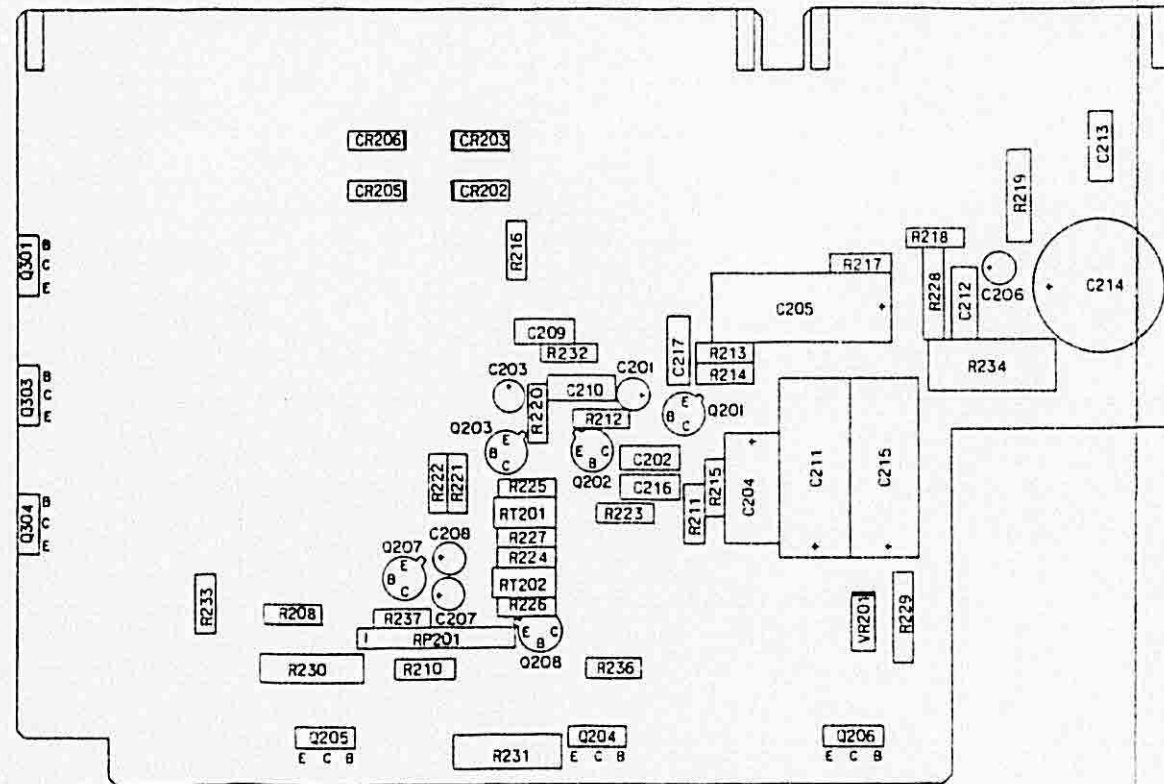 CR206 CR203
C213
CR205 CR202
R219
R216
R218
Q301 B C E
R217
R228
C212
C206
C214
C205
C209
R232
C217
R213
R214
R234
Q303 B C E
C203
C210
C201
R220
R212
Q201 E B C
Q203 E B C
Q202 E C B
C202
R222
R221
R225
C216
R211
R215
C204
C211
C215
Q304 B C E
RT201
R223
R227
R224
C208
Q207 E B C
RT202
R226
R233
R208
C207
R237
RP201
Q208 E C B
VR201
R229
R230
R210
R236
Q205
E C B
R231
Q204
E C B
Q206
E C B